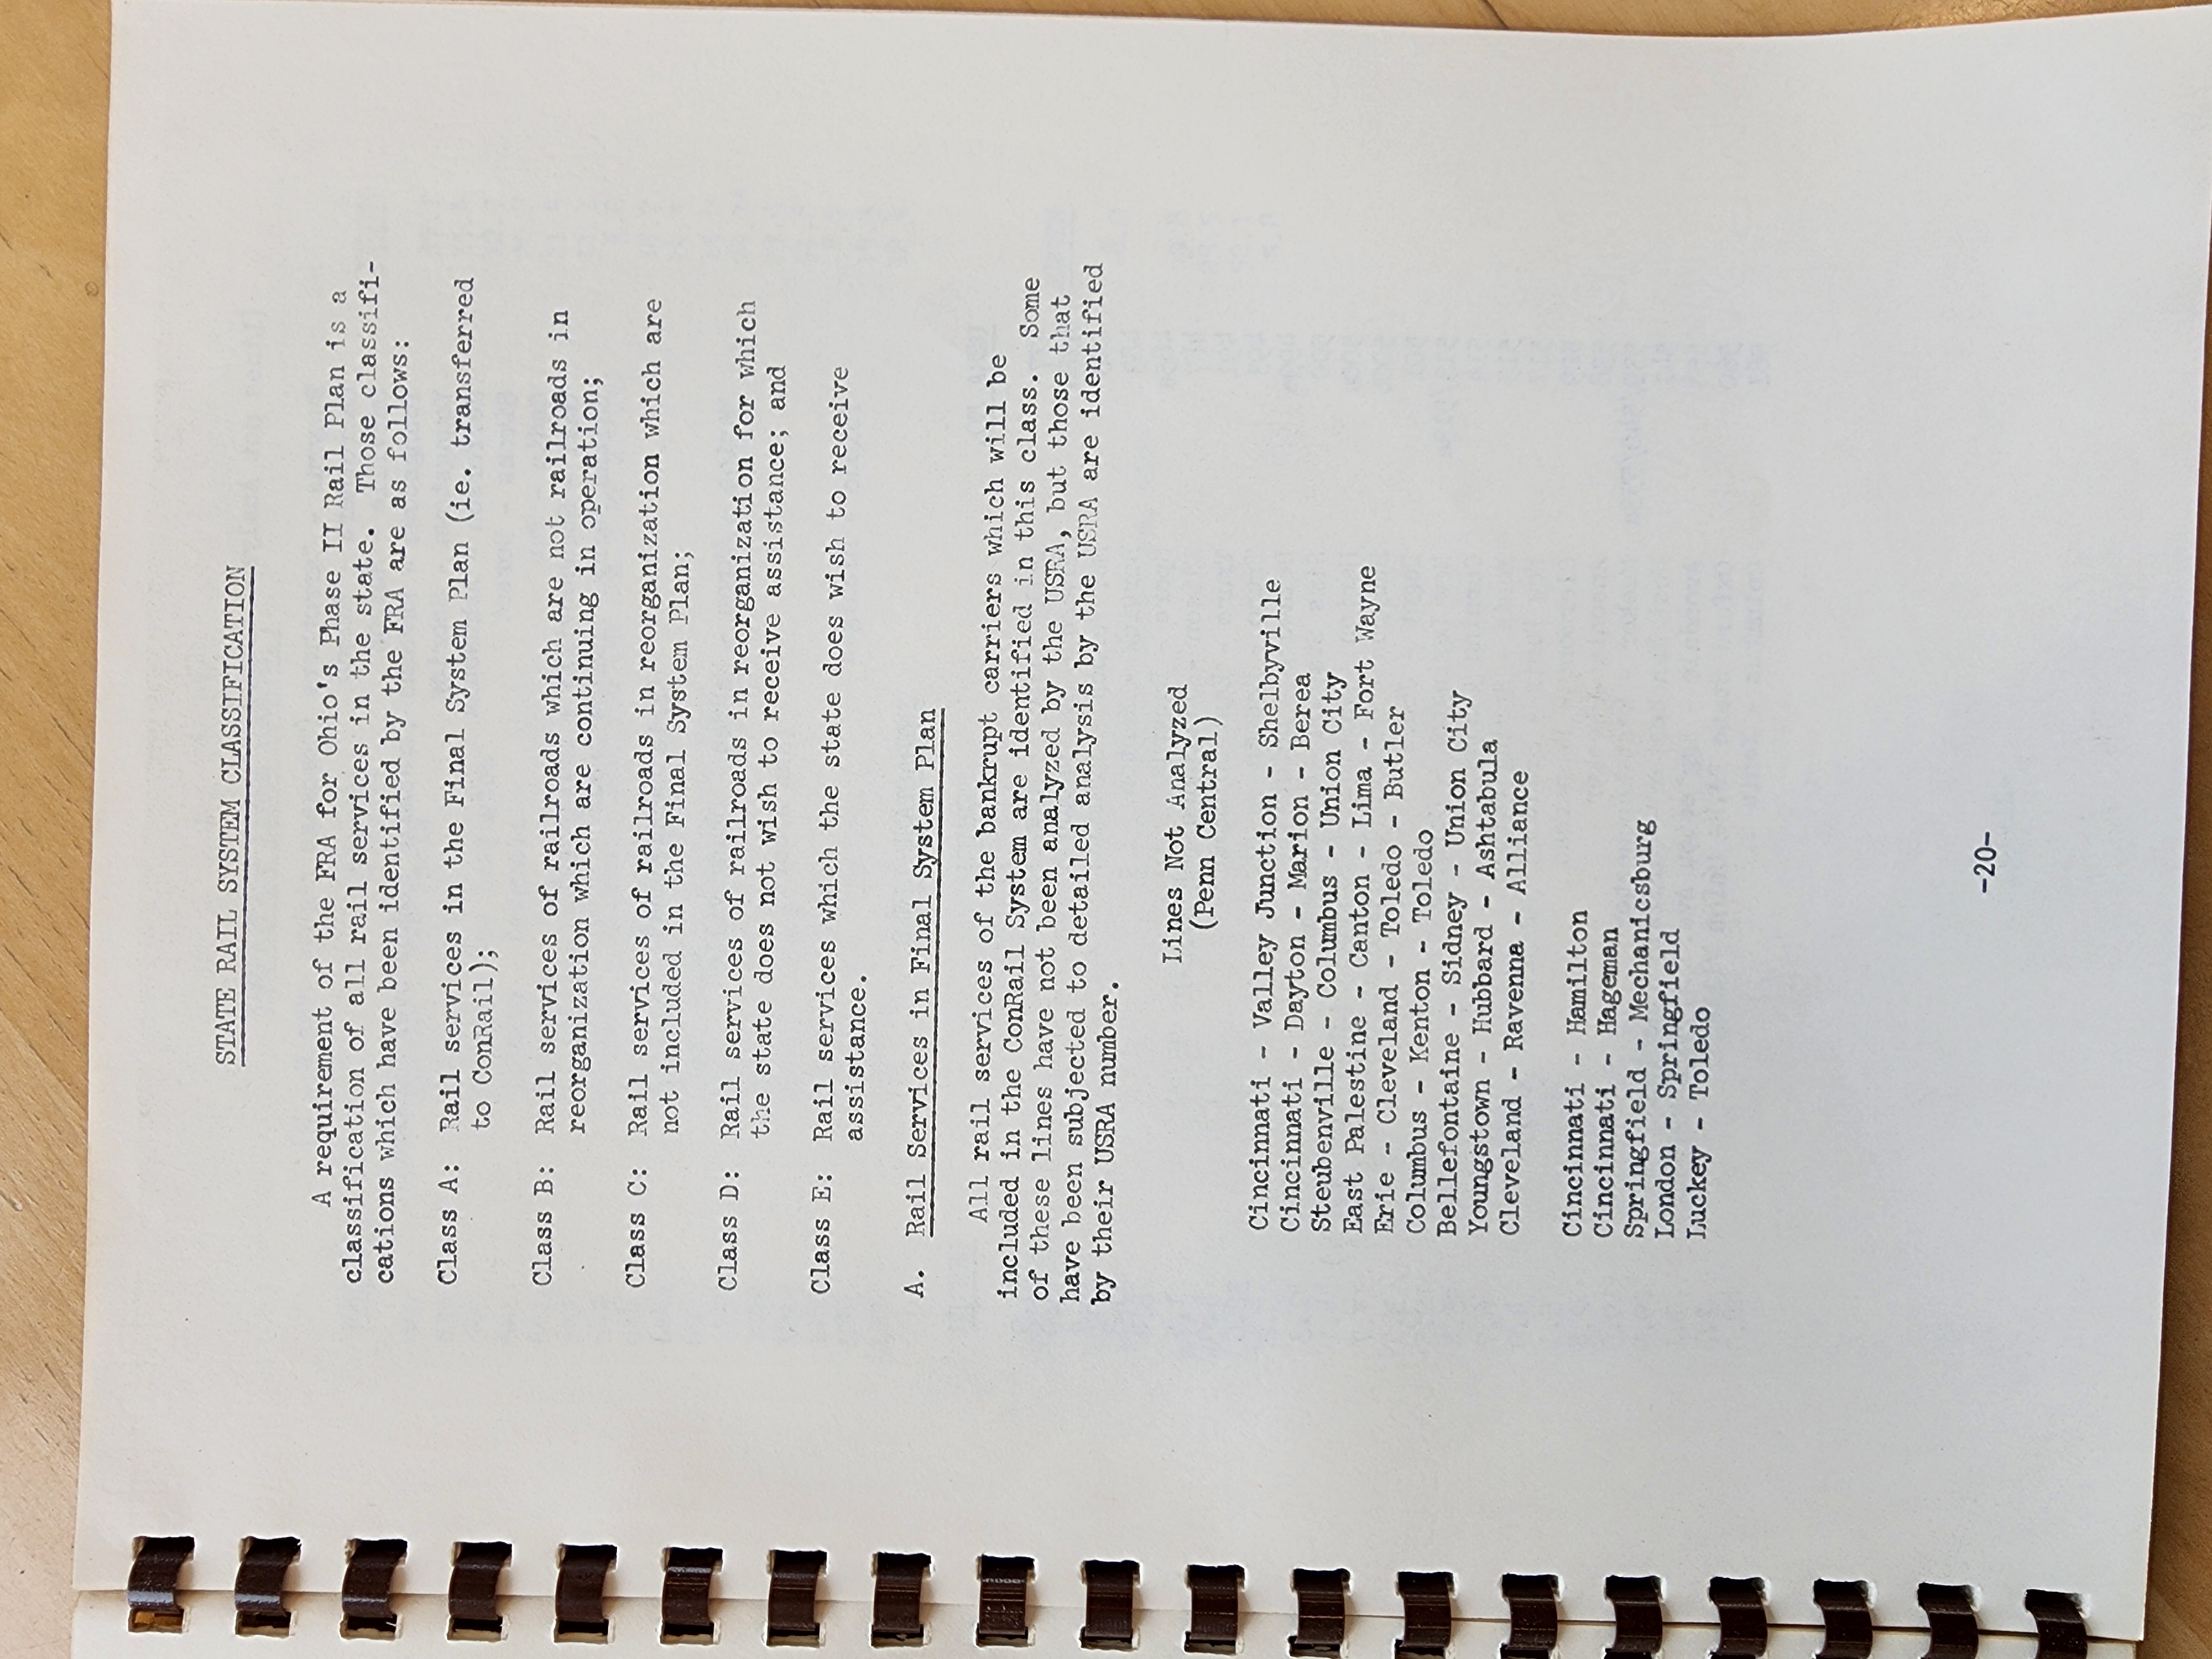 STATE RAIL SYSTEM CLASSIFICATION
A requirement of the FRA for Ohio's Phase II Rail Plan is a
classification of all rail services in the state. Those classifi-
cations which have been identified by the FRA are as follows:
Class A: Rail services in the Final System Plan (ie. transferred
to ConRail);
Class B: Rail services of railroads which are not railroads in
reorganization which are continuing in operation;
Class C: Rail services of railroads in reorganization which are
not included in the Final System Plan;
Class D: Rail services of railroads in reorganization for which
the state does not wish to receive assistance; and
Class E: Rail services which the state does wish to receive
assistance.
A. Rail Services in Final System Plan
All rail services of the bankrupt carriers which will be
included in the ConRail System are identified in this class. Some
of these lines have not been analyzed by the USRA, but those that
have been subjected to detailed analysis by the USRA are identified
by their USRA number.
Lines Not Analyzed
(Penn Central)
Cincinnati - Valley Junction - Shelbyville
Cincinnati - Dayton - Marion - Berea
Steubenville - Columbus - Union City
East Palestine - Canton - Lima - Fort Wayne
Erie - Cleveland - Toledo - Butler
Columbus - Kenton - Toledo
Bellefontaine - Sidney - Union City
Youngstown - Hubbard - Ashtabula
Cleveland - Ravenna - Alliance
Cincinnati - Hamilton
Cincinnati - Hageman
Springfield - Mechanicsburg
London - Springfield
Luckey - Toledo
-20-